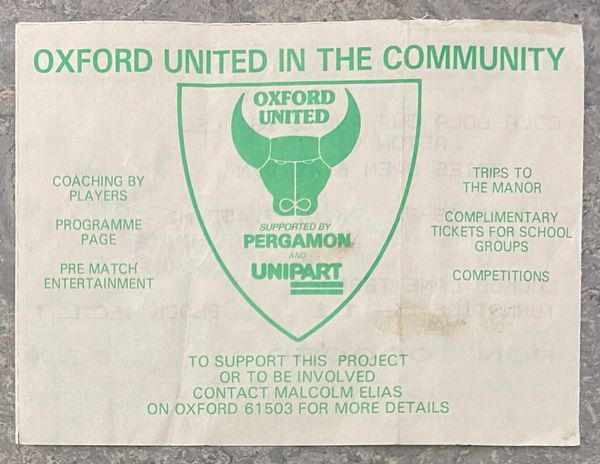 OXFORD UNITED IN THE COMMUNITY
OXFORD
UNITED
SUPPORTED BY
PERGAMON
AND
UNIPART
COACHING BY
PLAYERS
PROGRAMME
PAGE
PRE MATCH
ENTERTAINMENT
TRIPS TO
THE MANOR
COMPLIMENTARY
TICKETS FOR SCHOOL
GROUPS
COMPETITIONS
TO SUPPORT THIS PROJECT
OR TO BE INVOLVED
CONTACT MALCOLM ELIAS
ON OXFORD 61503 FOR MORE DETAILS